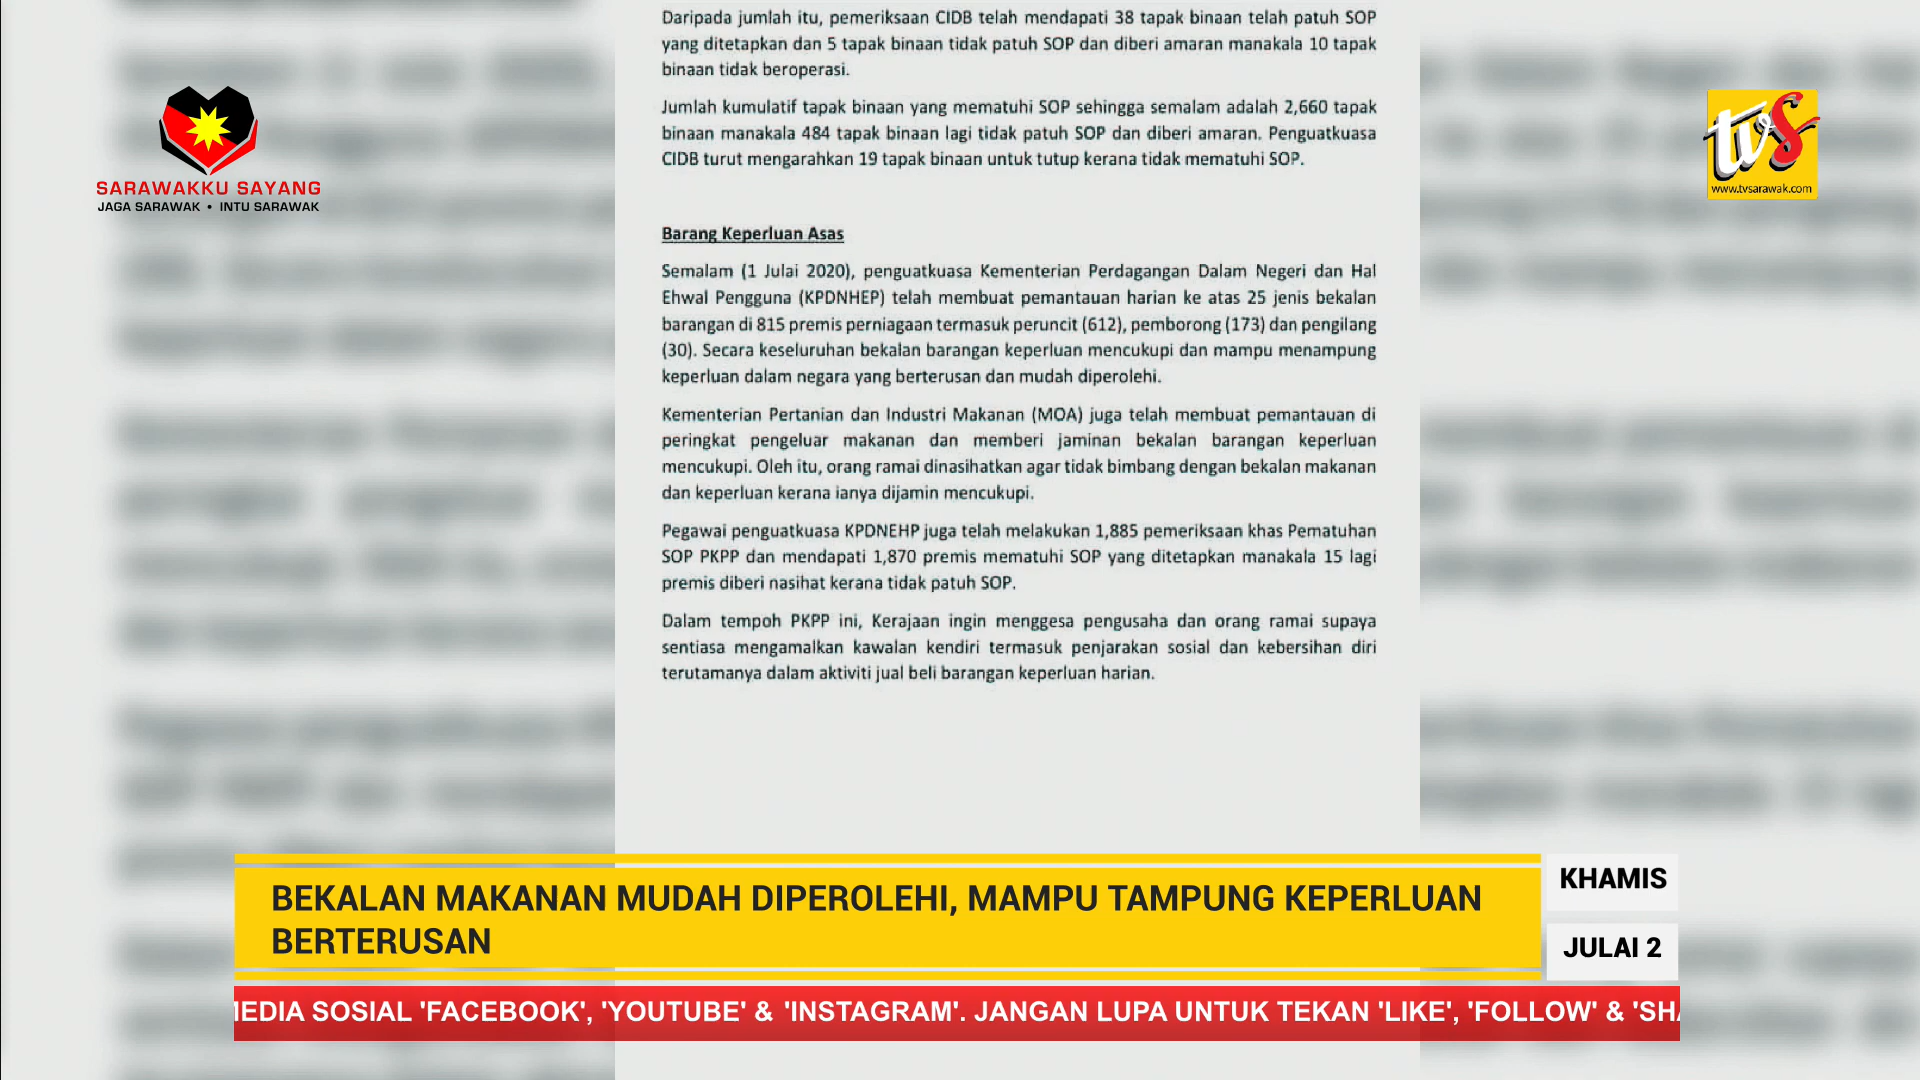 Daripada jumlah itu, pemeriksaan CIDB telah mendapati 38 tapak binaan telah patuh SOP
yang ditetapkan dan 5 tapak binaan tidak patuh SOP dan diberi amaran manakala 10 tapak
binaan tidak beroperasi.
Jumlah kumulatif tapak binaan yang mematuhi SOP sehingga semalam adalah 2,660 tapak
binaan manakala 484 tapak binaan lagi tidak patuh SOP dan diberi amaran. Penguatkuasa
CIDB turut mengarahkan 19 tapak binaan untuk tutup kerana tidak mematuhi SOP.
SARAWAKKU SAYANG
JAGA SARAWAK • INTU SARAWAK
tvS
www.tvsarawak.com
Barang Keperluan Asas
Semalam (1 Julai 2020), penguatkuasa Kementerian Perdagangan Dalam Negeri dan Hal
Ehwal Pengguna (KPDNHEP) telah membuat pemantauan harian ke atas 25 jenis bekalan
barangan di 815 premis perniagaan termasuk peruncit (612), pemborong (173) dan pengilang
(30). Secara keseluruhan bekalan barangan keperluan mencukupi dan mampu menampung
keperluan dalam negara yang berterusan dan mudah diperolehi.
Kementerian Pertanian dan Industri Makanan (MOA) juga telah membuat pemantauan di
peringkat pengeluar makanan dan memberi jaminan bekalan barangan keperluan
mencukupi. Oleh itu, orang ramai dinasihatkan agar tidak bimbang dengan bekalan makanan
dan keperluan kerana ianya dijamin mencukupi.
Pegawai penguatkuasa KPDNEHP juga telah melakukan 1,885 pemeriksaan khas Pematuhan
SOP PKPP dan mendapati 1,870 premis mematuhi SOP yang ditetapkan manakala 15 lagi
premis diberi nasihat kerana tidak patuh SOP.
Dalam tempoh PKPP ini, Kerajaan ingin menggesa pengusaha dan orang ramai supaya
sentiasa mengamalkan kawalan kendiri termasuk penjarakan sosial dan kebersihan diri
terutamanya dalam aktiviti jual beli barangan keperluan harian.
BEKALAN MAKANAN MUDAH DIPEROLEHI, MAMPU TAMPUNG KEPERLUAN
BERTERUSAN
KHAMIS
JULAI 2
MEDIA SOSIAL 'FACEBOOK', 'YOUTUBE' & 'INSTAGRAM'. JANGAN LUPA UNTUK TEKAN 'LIKE', 'FOLLOW' & 'SHA